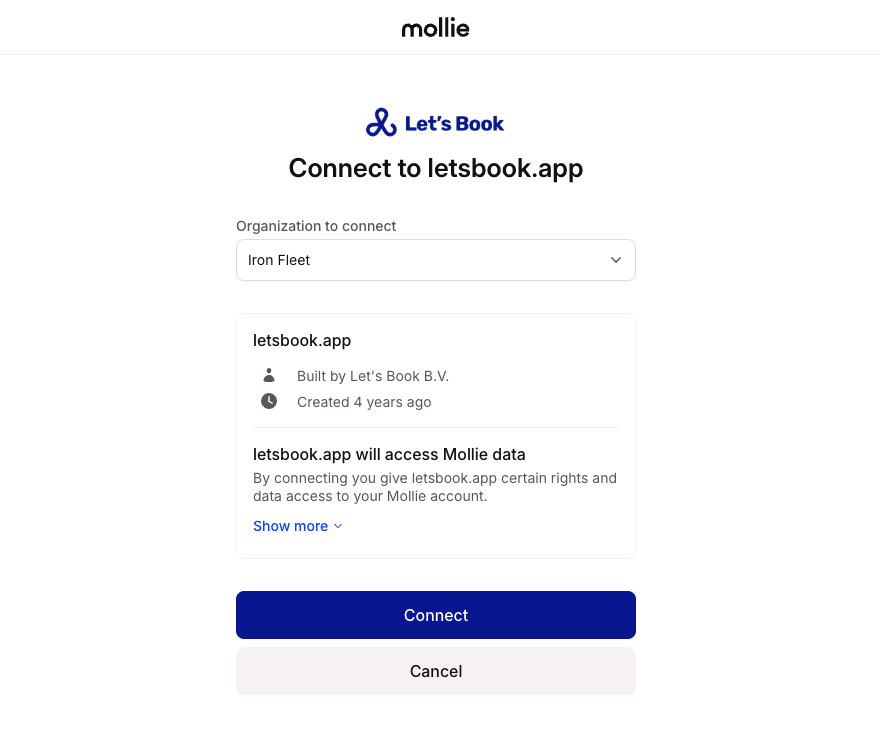 mollie
Let's Book
Connect to letsbook.app
Organization to connect
Iron Fleet
letsbook.app
Built by Let's Book B.V.
Created 4 years ago
letsbook.app will access Mollie data
By connecting you give letsbook.app certain rights and
data access to your Mollie account.
Show more
Connect
Cancel